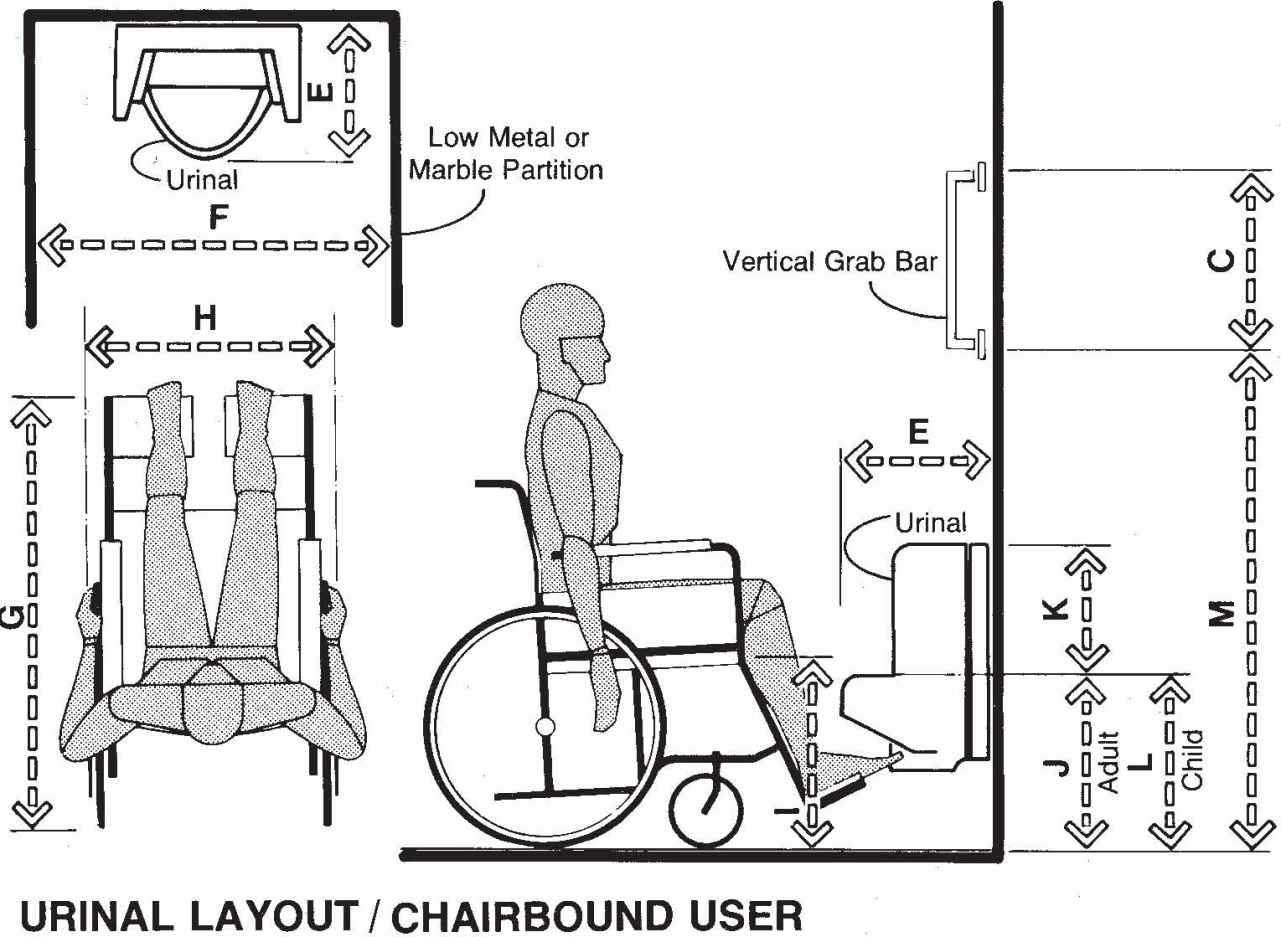 E
Low Metal or
Marble Partition
Urinal
F
H
G
Vertical Grab Bar
C
E
Urinal
K
M
I
J
Adult
L
Child
URINAL LAYOUT / CHAIRBOUND USER